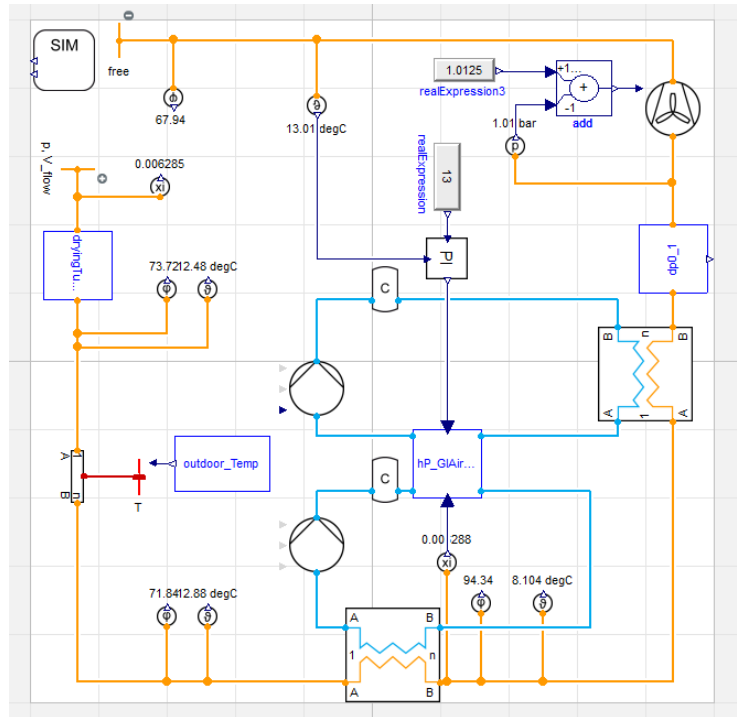 SIM
free
67.94
13.01 degC
1.0125
realExpression3
+1...
+
-1
add
1.01 bar
p
p, V_flow
0.006285
xi
realExpression
13
PI
dryingTu...
73.72
12.48 degC
φ
ϑ
C
dp0_1
B n B
A 1 A
hP_GlAir...
outdoor_Temp
T
A 1
B n
C
0.00
288
xi
94.34
8.104 degC
φ
ϑ
71.84
12.88 degC
φ
ϑ
A B
1 n
A B